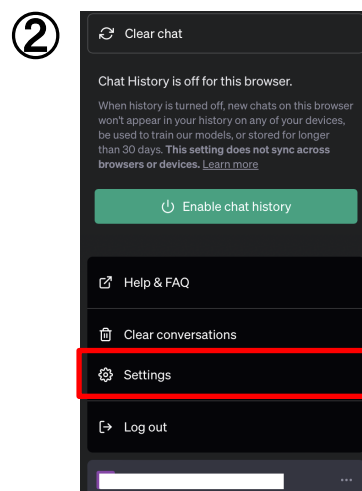 ②
Clear chat
Chat History is off for this browser.
When history is turned off, new chats on this browser
won't appear in your history on any of your devices,
be used to train our models, or stored for longer
than 30 days. This setting does not sync across
browsers or devices. Learn more
Enable chat history
Help & FAQ
Clear conversations
Settings
Log out